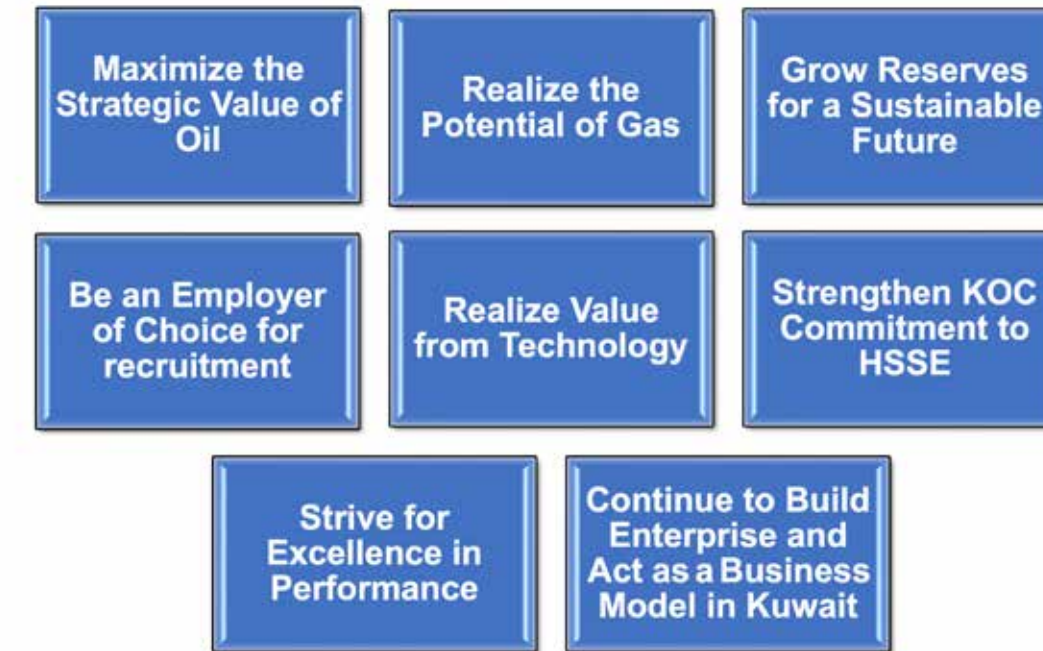 Maximize the
Strategic Value of
Oil
Realize the
Potential of Gas
Grow Reserves
for a Sustainable
Future
Be an Employer
of Choice for
recruitment
Realize Value
from Technology
Strengthen KOC
Commitment to
HSSE
Strive for
Excellence in
Performance
Continue to Build
Enterprise and
Act as a Business
Model in Kuwait